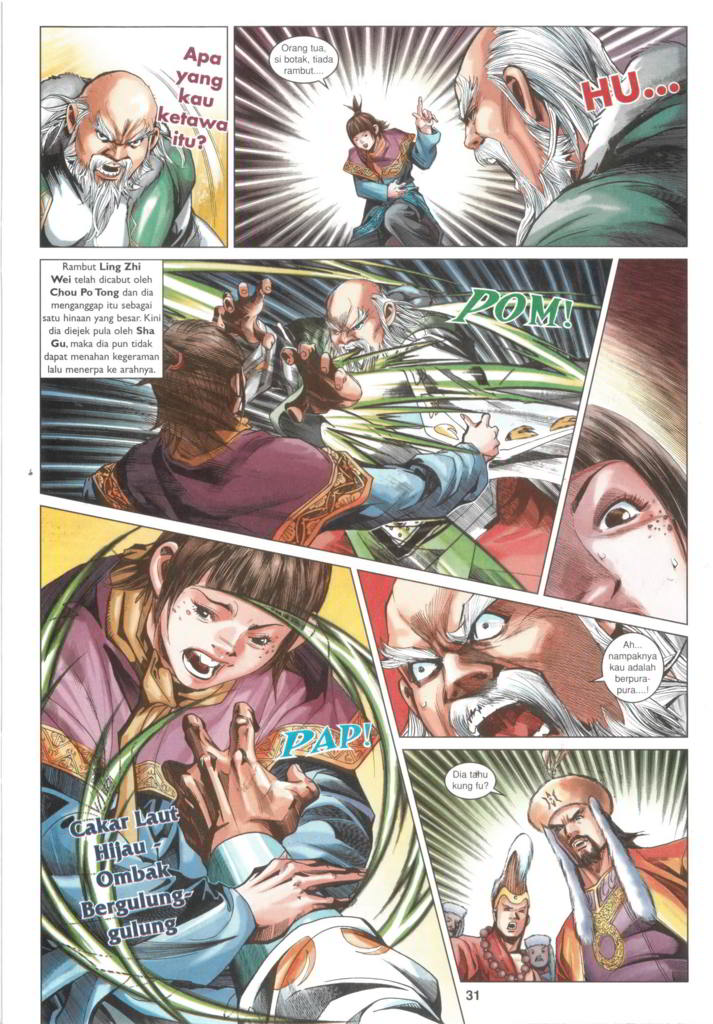 Apa
yang
kau
ketawa
itu?
Orang tua,
si botak, tiada
rambut....
HU...
Rambut Ling Zhi
Wei telah dicabut oleh
Chou Po Tong dan dia
menganggap itu sebagai
satu hinaan yang besar. Kini
dia diejek pula oleh Sha
Gu, maka dia pun tidak
dapat menahan kegeraman
lalu menerpa ke arahnya.
POM!
PAP!
Cakar Laut
Hijau -
Ombak
Bergulung-
gulung
Ah...
nampaknya
kau adalah
berpura-
pura....!
Dia tahu
kung fu?
31